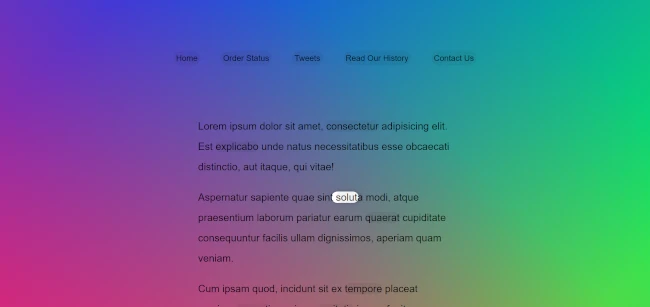 Home Order Status Tweets Read Our History Contact Us
Lorem ipsum dolor sit amet, consectetur adipisicing elit.
Est explicabo unde natus necessitatibus esse obcaecati
distinctio, aut itaque, qui vitae!
Aspernatur sapiente quae sint soluta modi, atque
praesentium laborum pariatur earum quaerat cupiditate
consequuntur facilis ullam dignissimos, aperiam quam
veniam.
Cum ipsam quod, incidunt sit ex tempore placeat